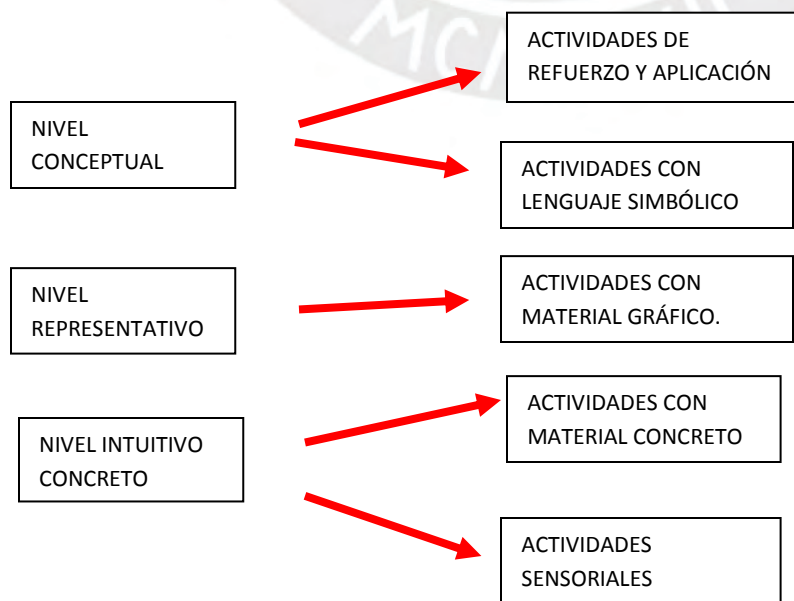 ACTIVIDADES DE
REFUERZO Y APLICACIÓN
NIVEL
CONCEPTUAL
ACTIVIDADES CON
LENGUAJE SIMBÓLICO
NIVEL
REPRESENTATIVO
ACTIVIDADES CON
MATERIAL GRÁFICO.
NIVEL INTUITIVO
CONCRETO
ACTIVIDADES CON
MATERIAL CONCRETO
ACTIVIDADES
SENSORIALES